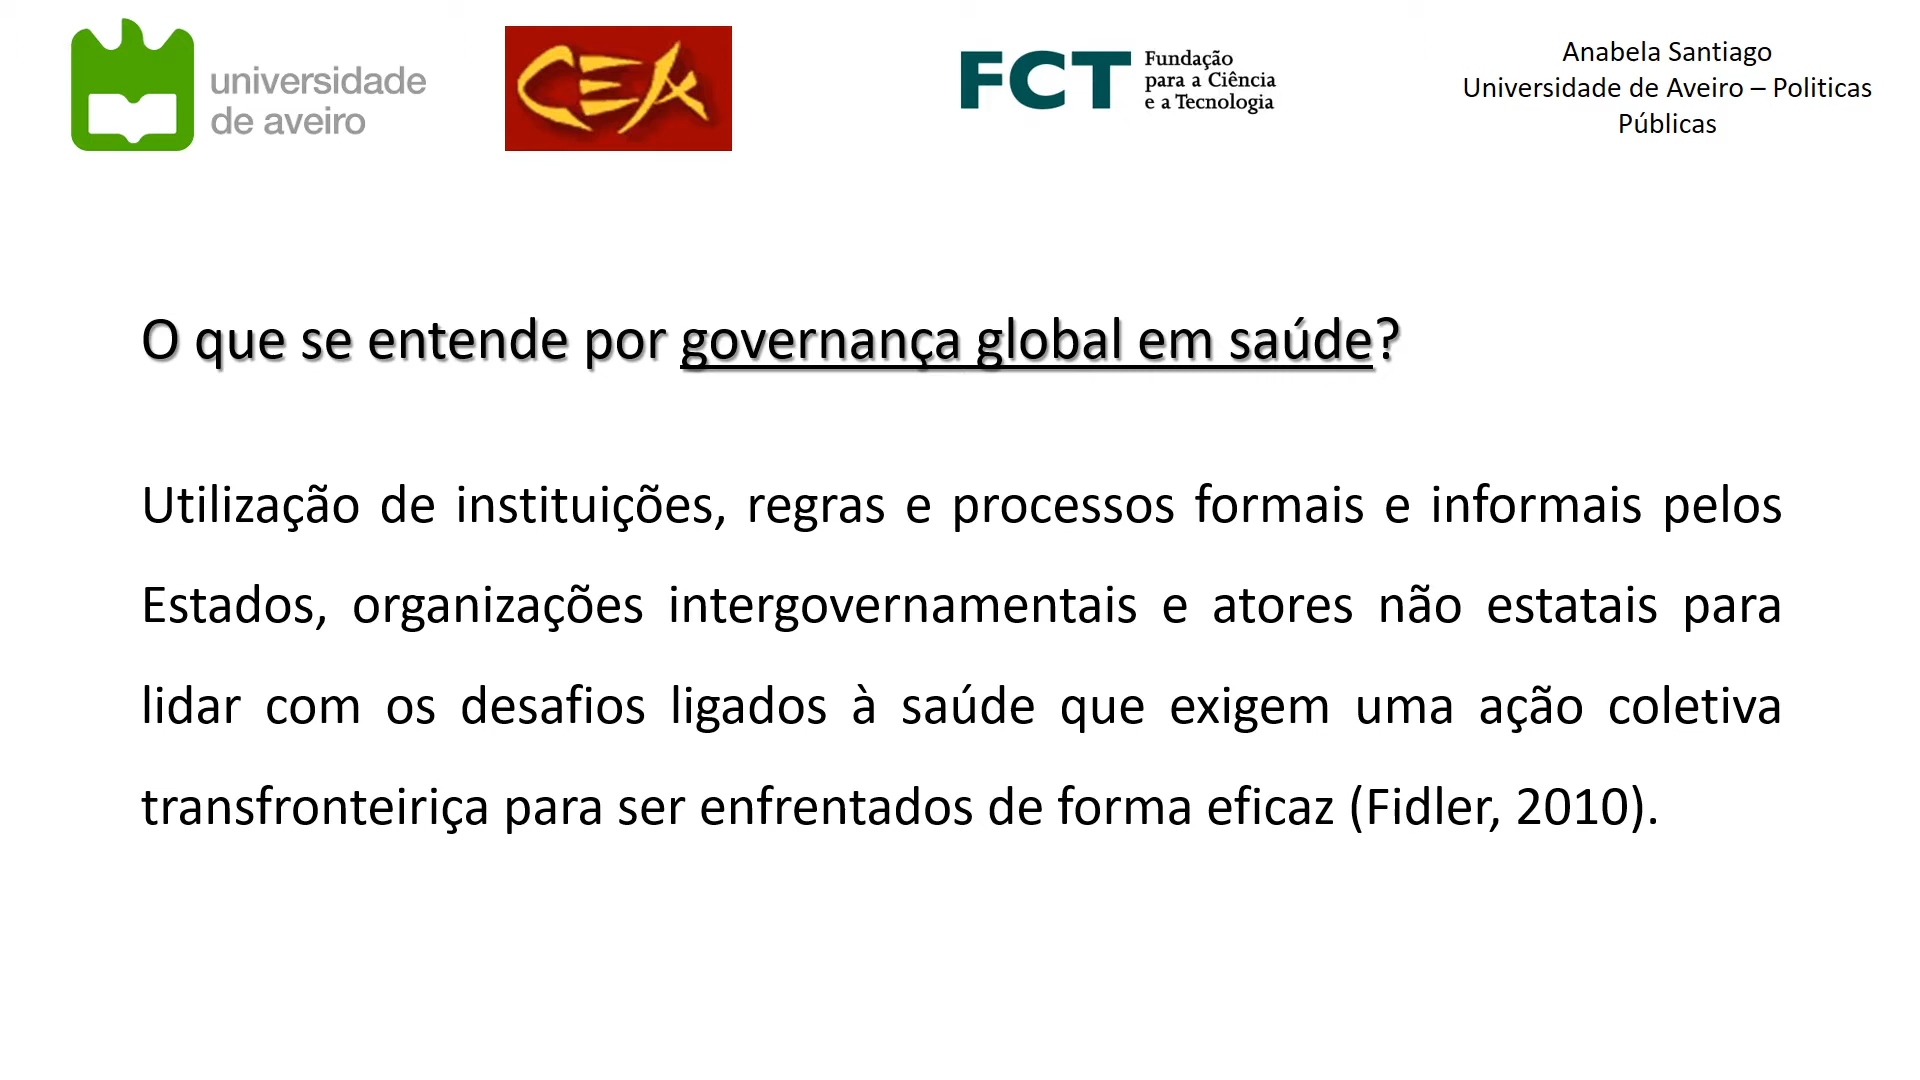 universidade
de aveiro
CEA
FCT
Fundação
para a Ciência
e a Tecnologia
Anabela Santiago
Universidade de Aveiro – Politicas
Públicas
O que se entende por governança global em saúde?
Utilização de instituições, regras e processos formais e informais pelos
Estados, organizações intergovernamentais e atores não estatais para
lidar com os desafios ligados à saúde que exigem uma ação coletiva
transfronteiriça para ser enfrentados de forma eficaz (Fidler, 2010).